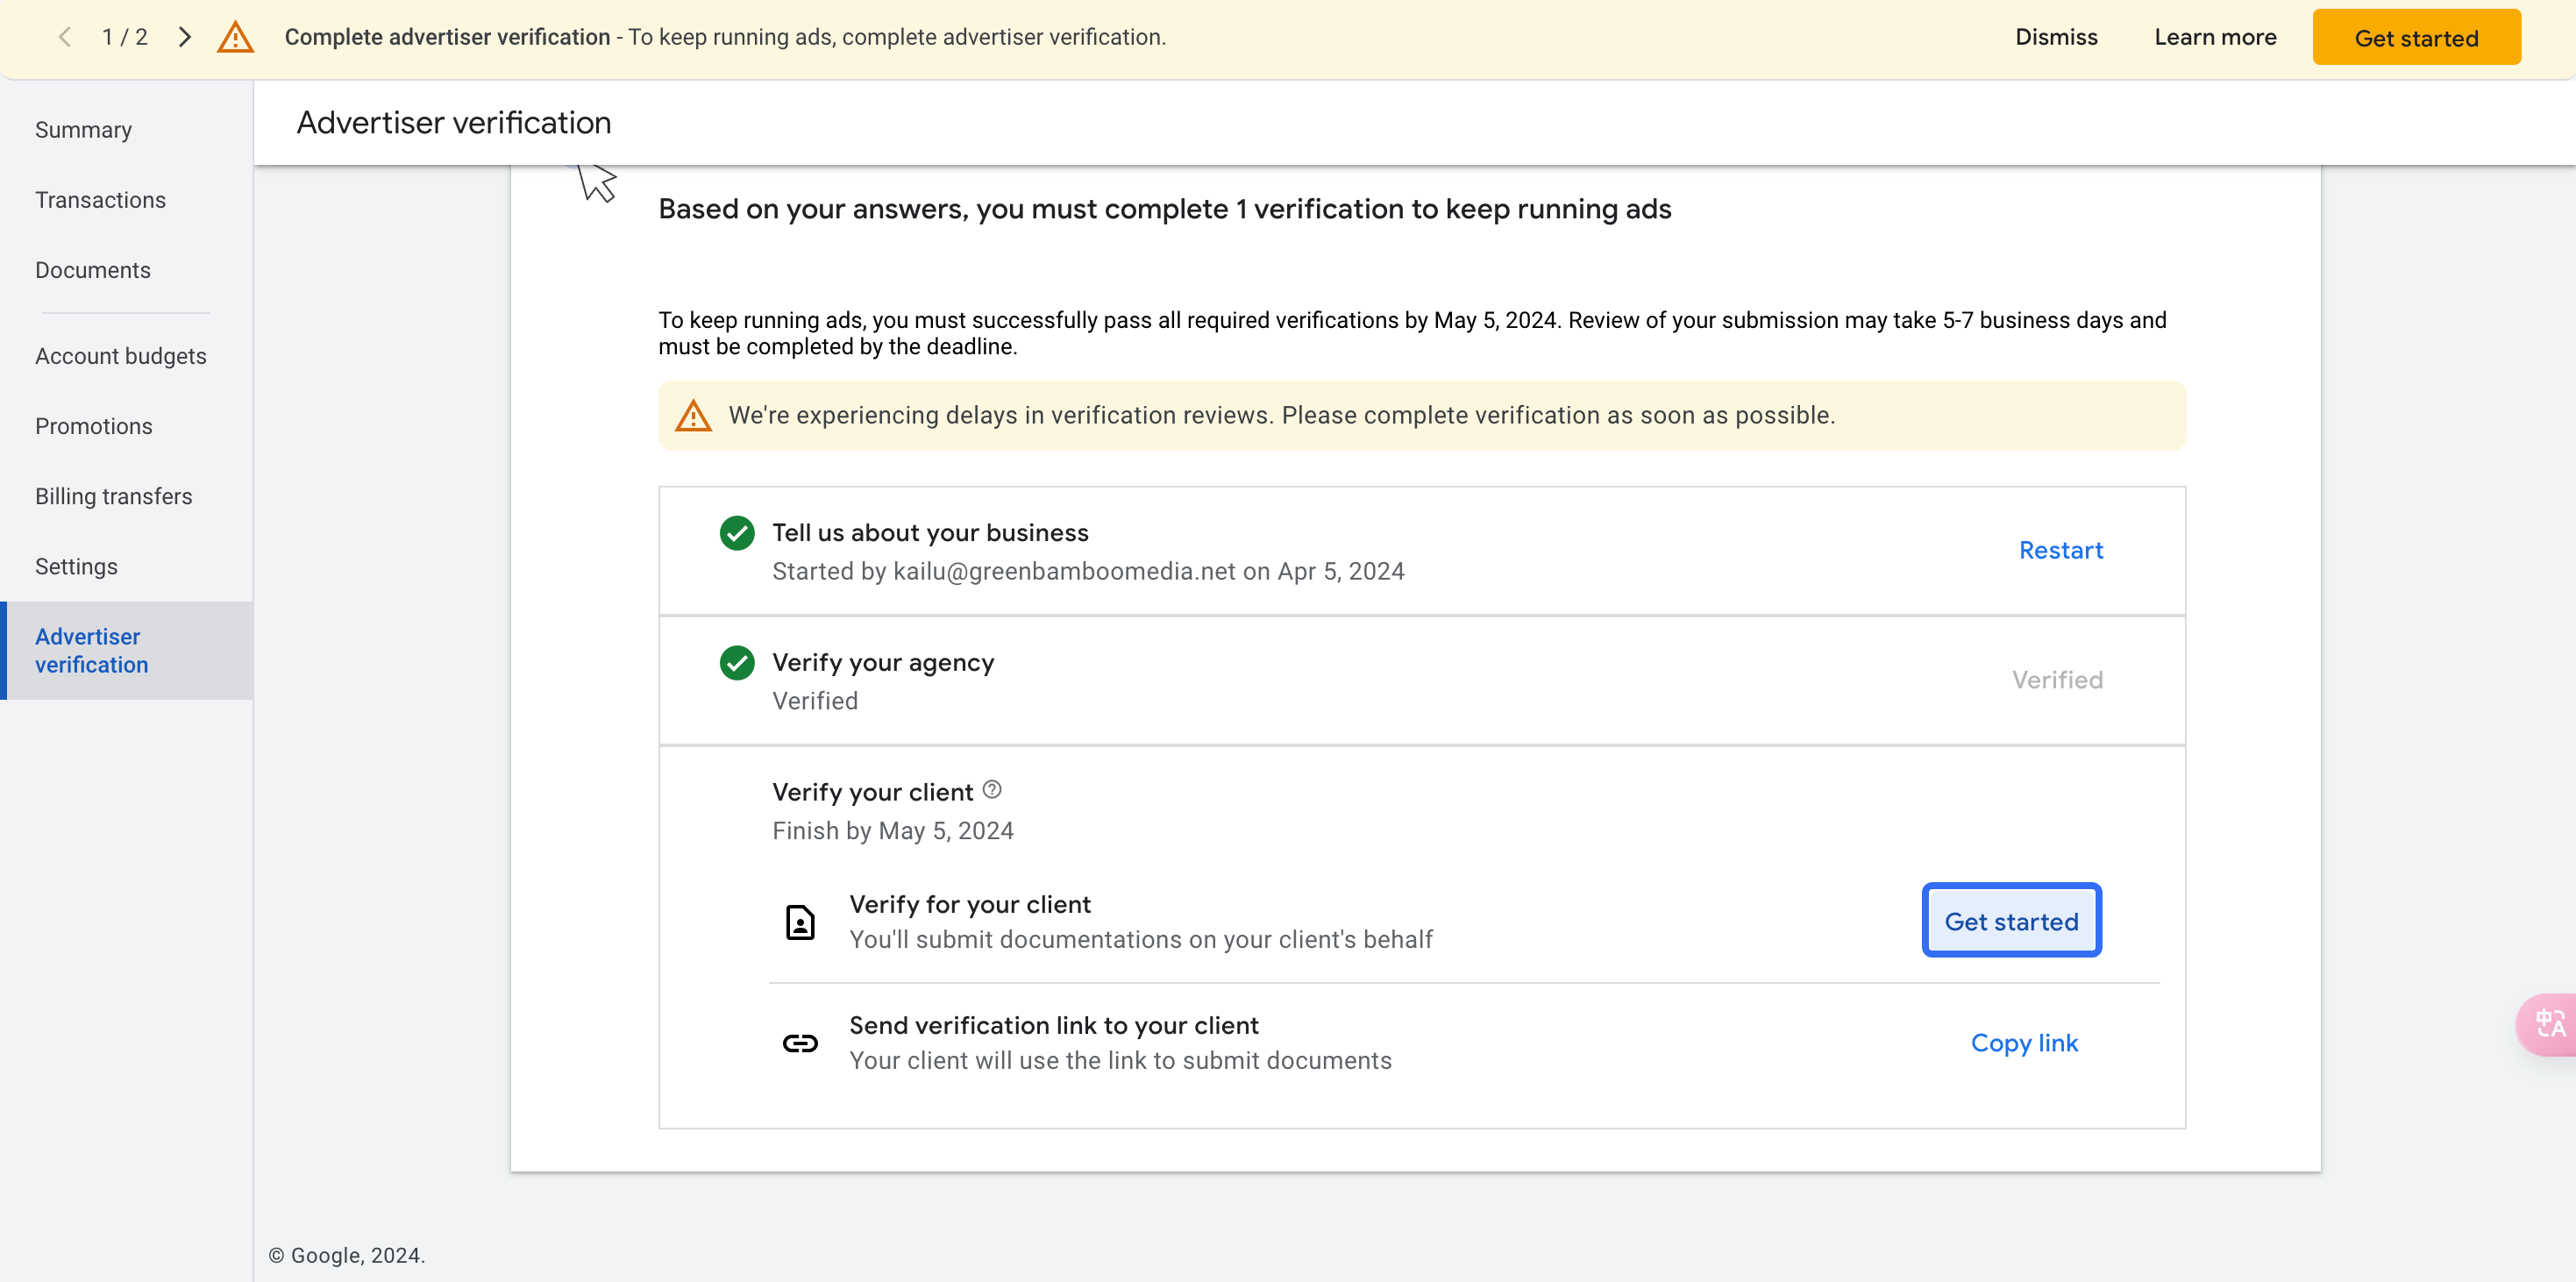 1 / 2
Complete advertiser verification - To keep running ads, complete advertiser verification.
Dismiss
Learn more
Get started
Summary
Transactions
Documents
Account budgets
Promotions
Billing transfers
Settings
Advertiser
verification
Advertiser verification
Based on your answers, you must complete 1 verification to keep running ads
To keep running ads, you must successfully pass all required verifications by May 5, 2024. Review of your submission may take 5-7 business days and
must be completed by the deadline.
We're experiencing delays in verification reviews. Please complete verification as soon as possible.
Tell us about your business
Started by kailu@greenbamboomedia.net on Apr 5, 2024
Restart
Verify your agency
Verified
Verified
Verify your client
Finish by May 5, 2024
Verify for your client
You'll submit documentations on your client's behalf
Get started
Send verification link to your client
Your client will use the link to submit documents
Copy link
中A
© Google, 2024.